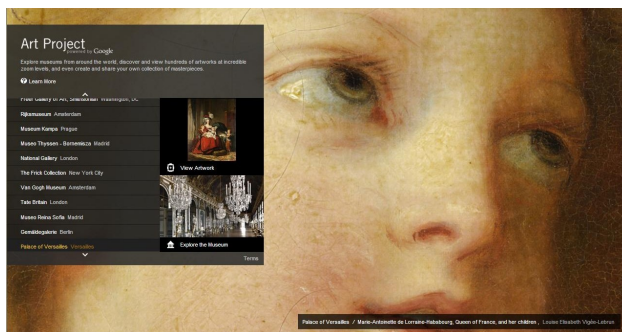 Art Project
powered by Google
Explore museums from around the world, discover and view hundreds of artworks at incredible
zoom levels, and even create and share your own collection of masterpieces.
Learn More
Freer Gallery of Art, Smithsonian Washington, DC
Rijksmuseum Amsterdam
Museum Kampa Prague
Museo Thyssen - Bornemisza Madrid
National Gallery London
The Frick Collection New York City
Van Gogh Museum Amsterdam
Tate Britain London
Museo Reina Sofia Madrid
Gemäldegalerie Berlin
Palace of Versailles Versailles
View Artwork
Explore the Museum
Terms
Palace of Versailles / Marie-Antoinette de Lorraine-Habsbourg, Queen of France, and her children , Louise Elisabeth Vigée-Lebrun